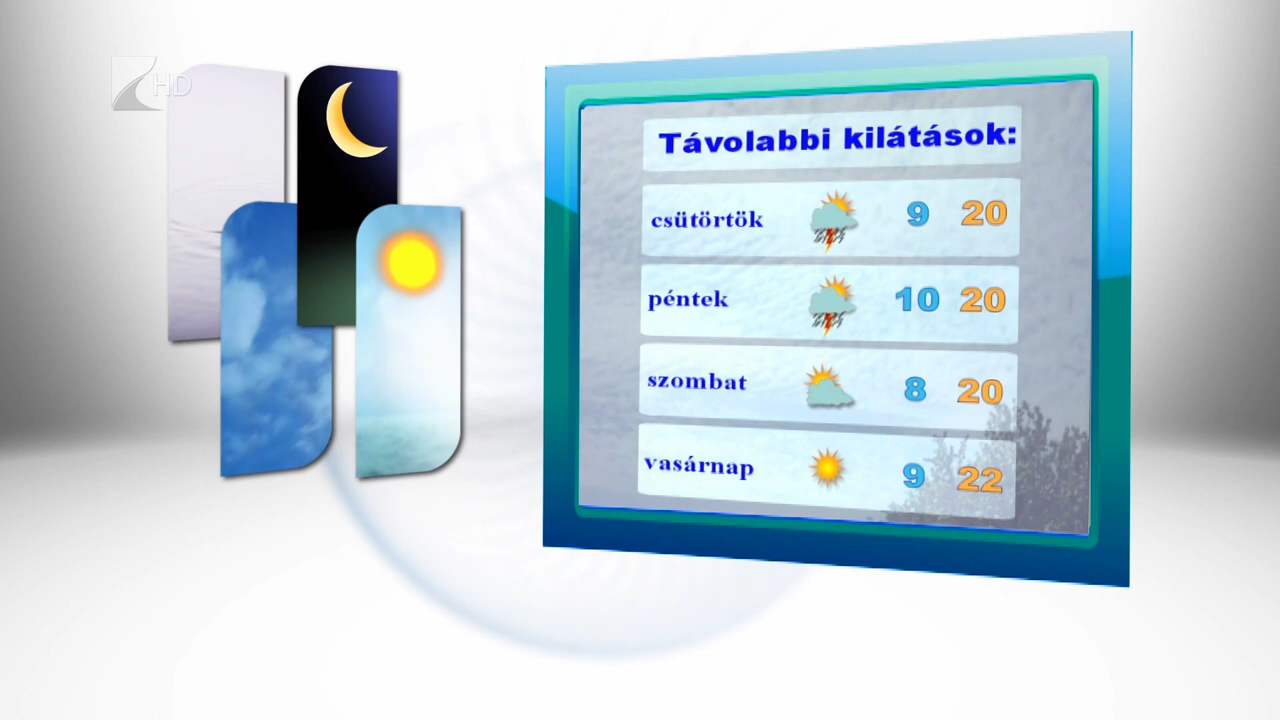 HD
Távolabbi kilátások:
csütörtök 9 20
péntek 10 20
szombat 8 20
vasárnap 9 22